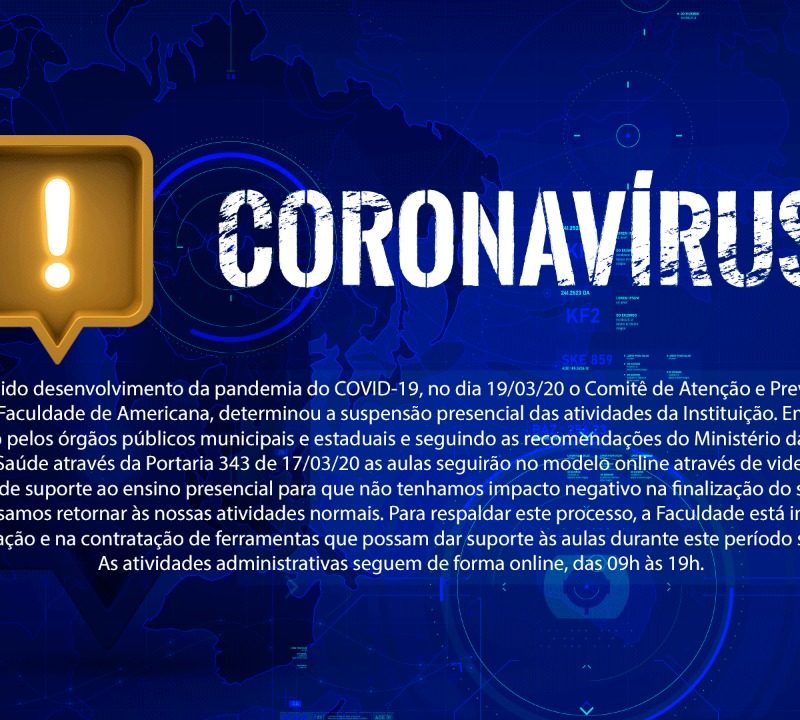 !
CORONAVÍRUS
ido desenvolvimento da pandemia do COVID-19, no dia 19/03/20 o Comitê de Atenção e Prev
Faculdade de Americana, determinou a suspensão presencial das atividades da Instituição. En
pelos órgãos públicos municipais e estaduais e seguindo as recomendações do Ministério da
Saúde através da Portaria 343 de 17/03/20 as aulas seguirão no modelo online através de vide
de suporte ao ensino presencial para que não tenhamos impacto negativo na finalização do s
samos retornar às nossas atividades normais. Para respaldar este processo, a Faculdade está in
ação e na contratação de ferramentas que possam dar suporte às aulas durante este período s
As atividades administrativas seguem de forma online, das 09h às 19h.
KF2
SKE 859